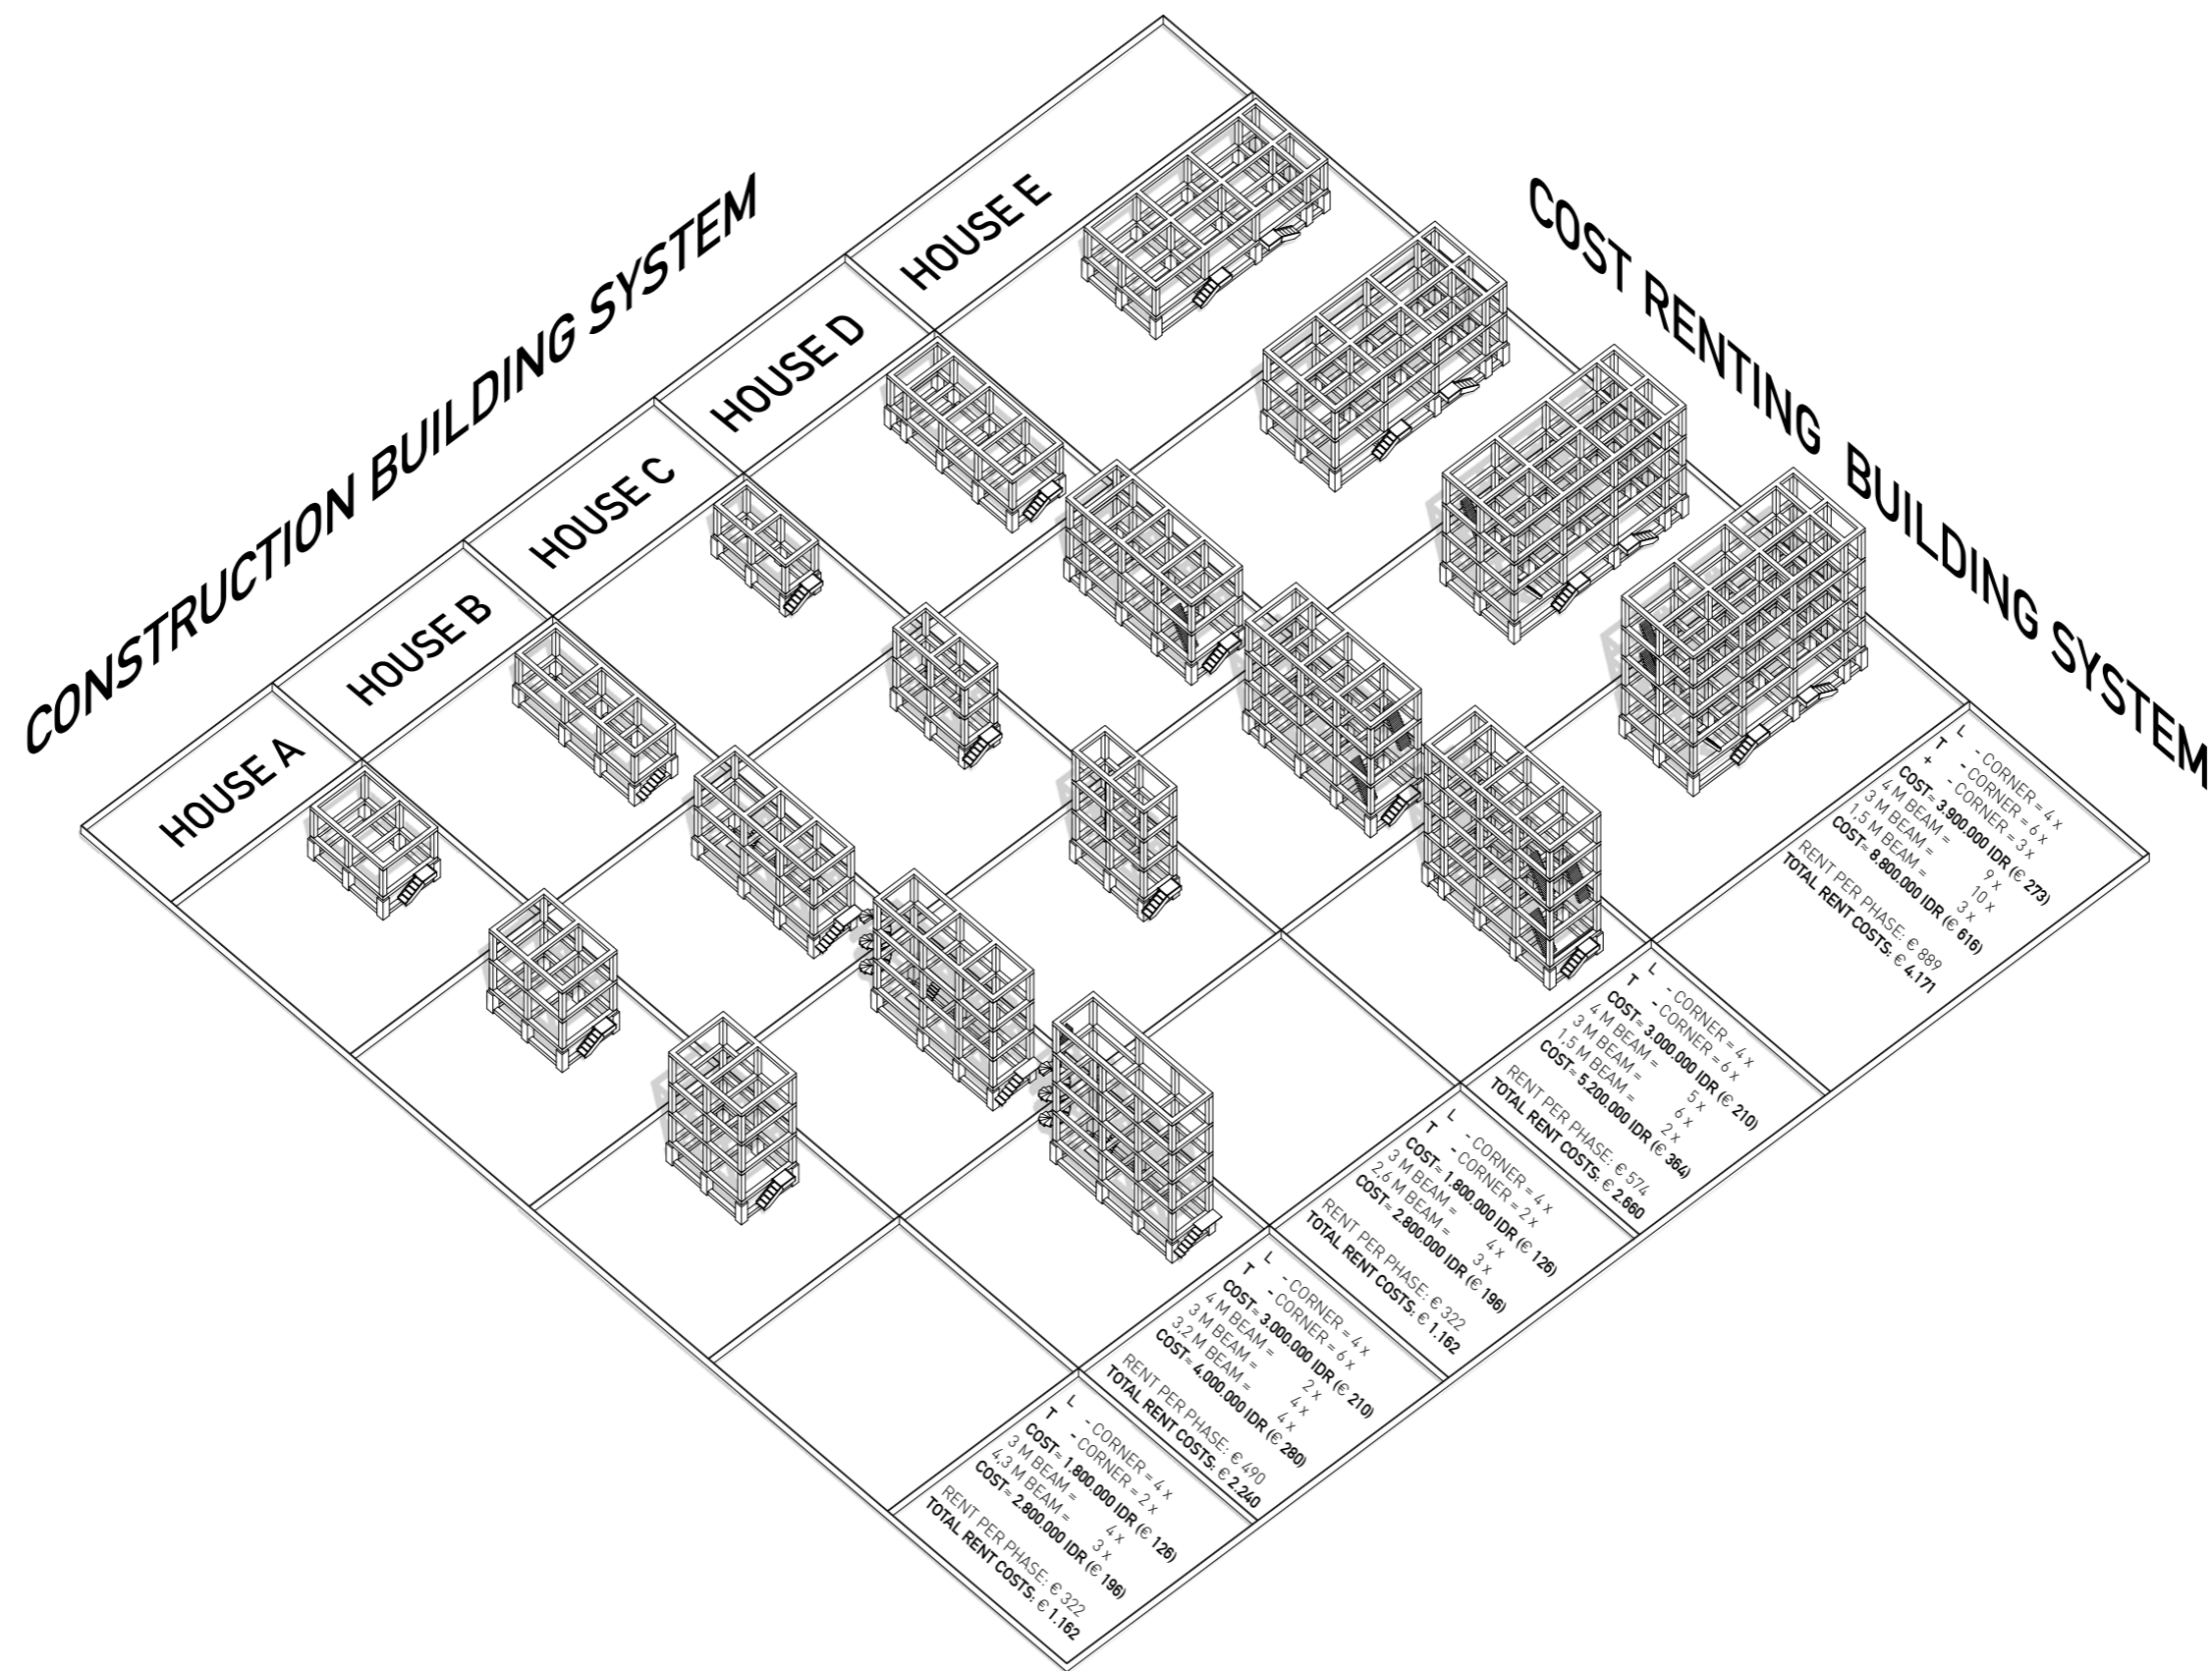 CONSTRUCTION BUILDING SYSTEM
COST RENTING BUILDING SYSTEM
HOUSE A
HOUSE B
HOUSE C
HOUSE D
HOUSE E
L - CORNER = 4 x
T - CORNER = 6 x
+ - CORNER = 3 x
COST≈ 3.900.000 IDR (€ 273)
4 M BEAM = 9 x
3 M BEAM = 10 x
1,5 M BEAM = 3 x
COST≈ 8.800.000 IDR (€ 616)
RENT PER PHASE: € 889
TOTAL RENT COSTS: € 4.171
L - CORNER = 4 x
T - CORNER = 6 x
COST≈ 3.000.000 IDR (€ 210)
4 M BEAM = 5 x
3 M BEAM = 6 x
1,5 M BEAM = 2 x
COST≈ 5.200.000 IDR (€ 364)
RENT PER PHASE: € 574
TOTAL RENT COSTS: € 2.660
L - CORNER = 4 x
T - CORNER = 2 x
COST≈ 1.800.000 IDR (€ 126)
3 M BEAM = 4 x
2,6 M BEAM = 3 x
COST≈ 2.800.000 IDR (€ 196)
RENT PER PHASE: € 322
TOTAL RENT COSTS: € 1.162
L - CORNER = 4 x
T - CORNER = 6 x
COST≈ 3.000.000 IDR (€ 210)
4 M BEAM = 2 x
3 M BEAM = 4 x
3,2 M BEAM = 4 x
COST≈ 4.000.000 IDR (€ 280)
RENT PER PHASE: € 490
TOTAL RENT COSTS: € 2.240
L - CORNER = 4 x
T - CORNER = 2 x
COST≈ 1.800.000 IDR (€ 126)
3 M BEAM = 4 x
4,3 M BEAM = 3 x
COST≈ 2.800.000 IDR (€ 196)
RENT PER PHASE: € 322
TOTAL RENT COSTS: € 1.162